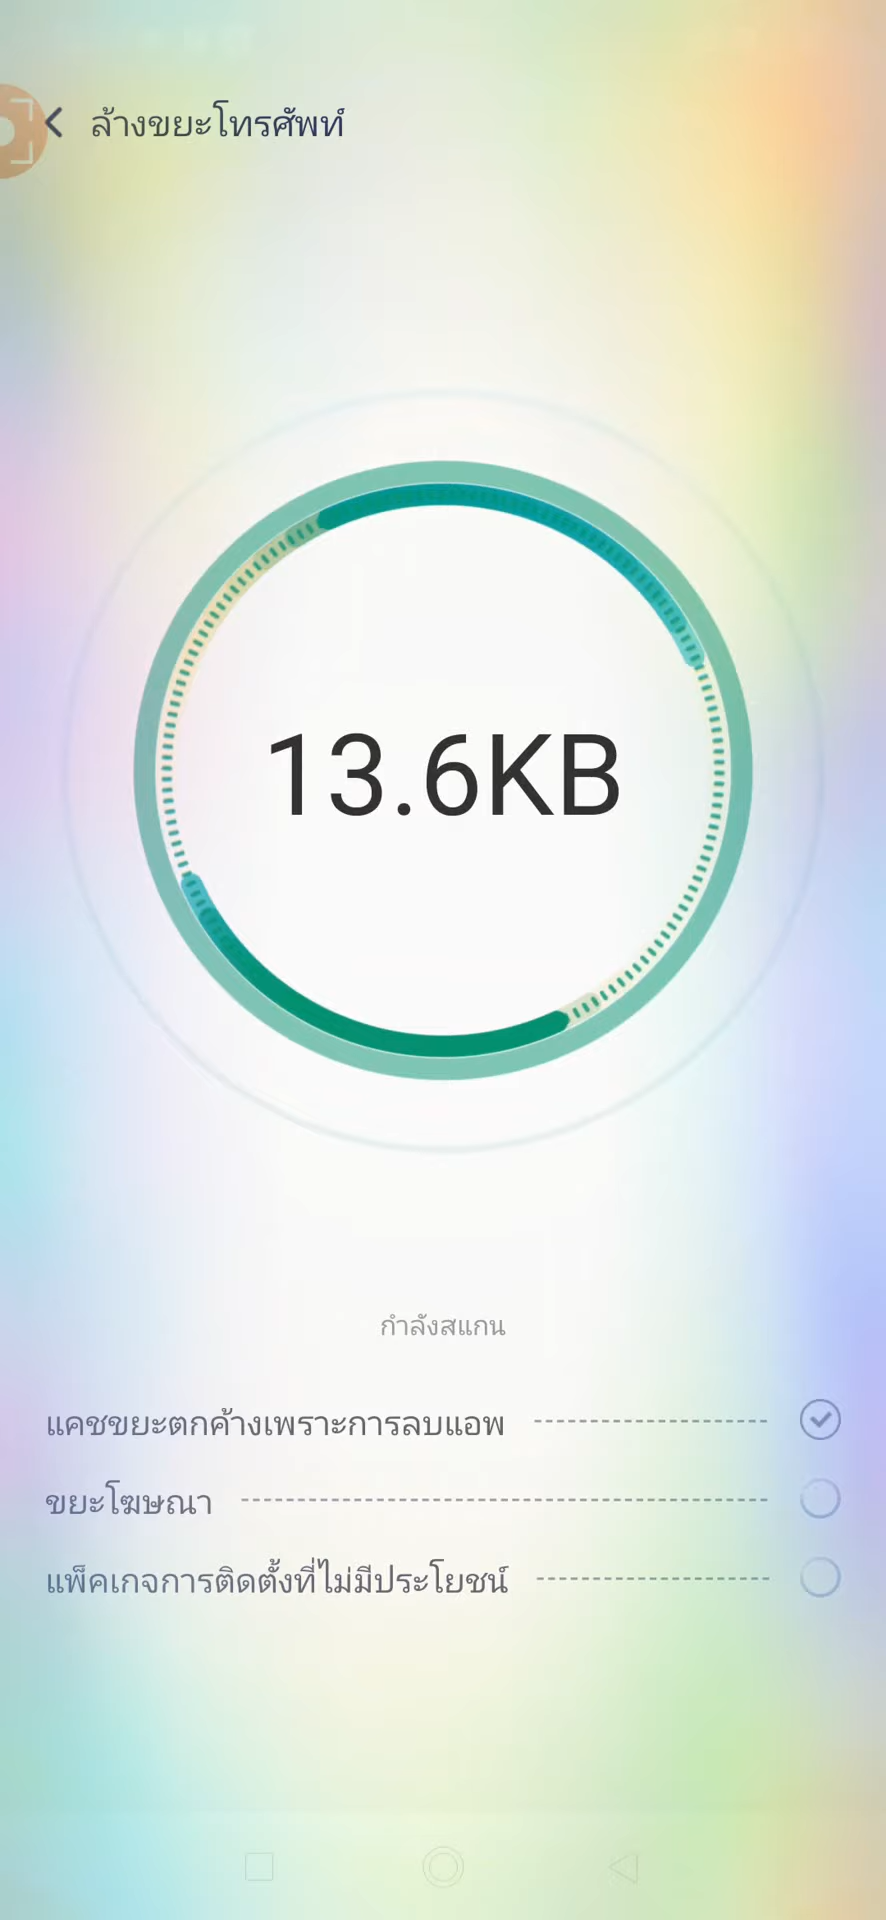 ล้างขยะโทรศัพท์
13.6KB
กำลังสแกน
แคชขยะตกค้างเพราะการลบแอพ
ขยะโฆษณา
แพ็คเกจการติดตั้งที่ไม่มีประโยชน์